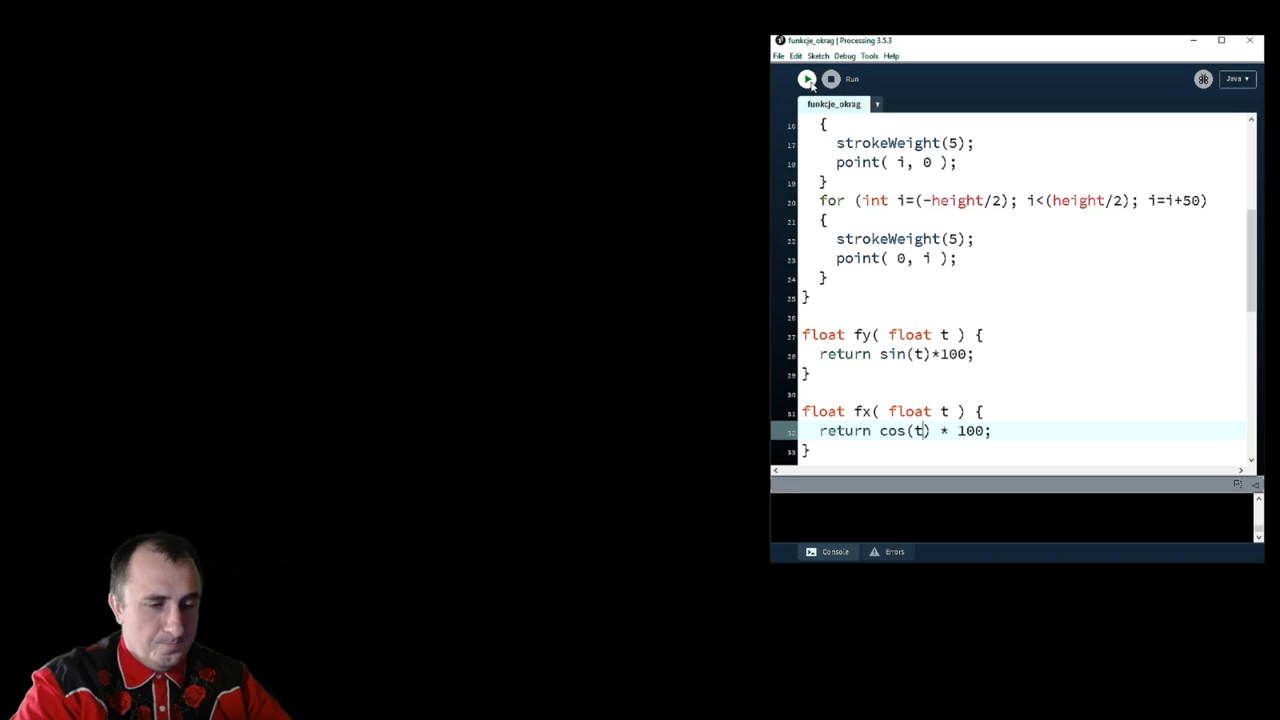 funkcje_okrag | Processing 3.5.3
File Edit Sketch Debug Tools Help
Run
Java ▾
funkcje_okrag ▾
16 {
17 strokeWeight(5);
18 point( i, 0 );
19 }
20 for (int i=(-height/2); i<(height/2); i=i+50)
21 {
22 strokeWeight(5);
23 point( 0, i );
24 }
25 }
26
27 float fy( float t ) {
28 return sin(t)*100;
29 }
30
31 float fx( float t ) {
32 return cos(t) * 100;
33 }
Console Errors